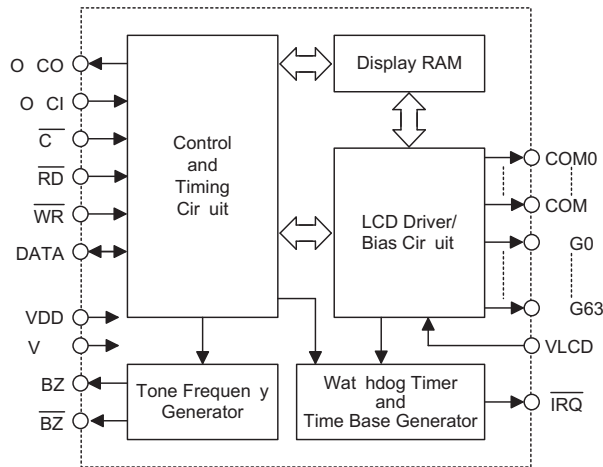 O CO
O CI
C
RD
WR
DATA
VDD
V
BZ
BZ
Control
and
Timing
Cir uit
Display RAM
LCD Driver/
Bias Cir uit
Tone Frequen y
Generator
Wat hdog Timer
and
Time Base Generator
COM0
COM
G0
G63
VLCD
IRQ